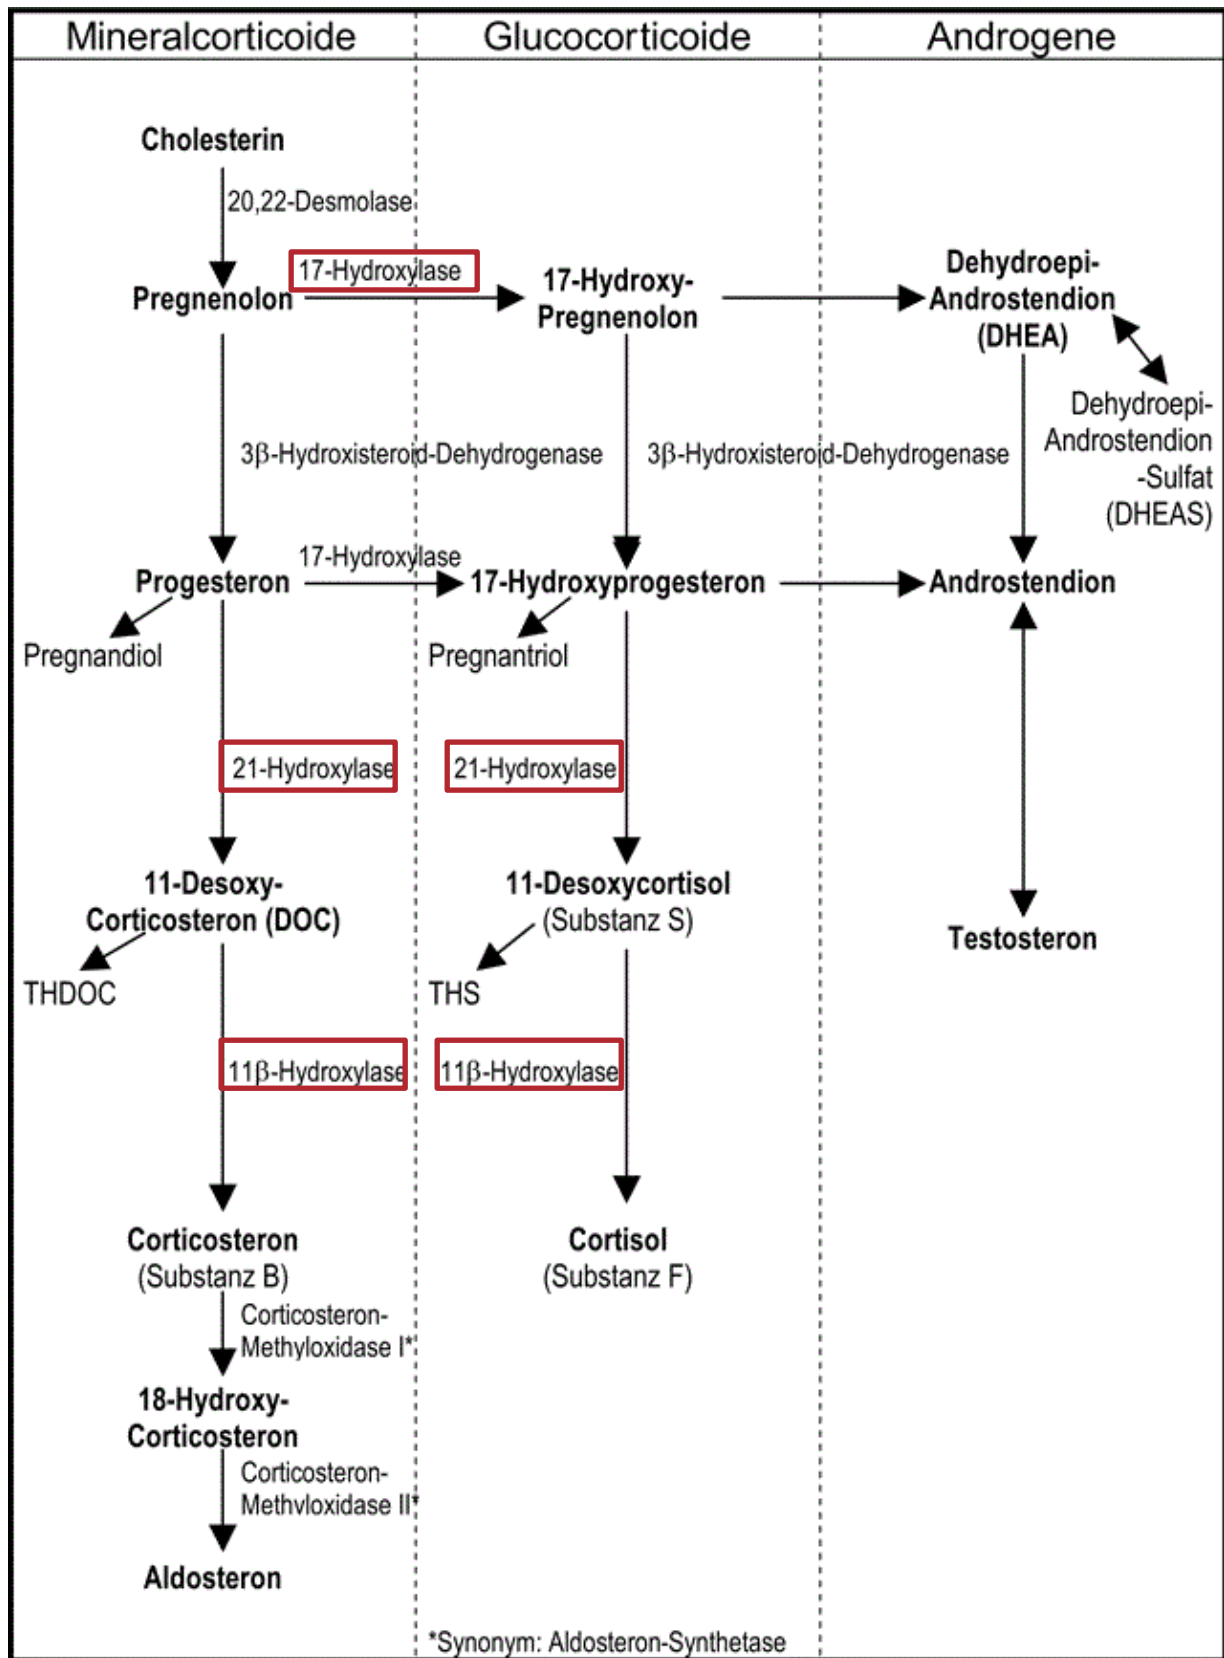 Mineralcorticoide
Glucocorticoide
Androgene
Cholesterin
20,22-Desmolase
17-Hydroxylase
Pregnenolon
17-Hydroxy-
Pregnenolon
Dehydroepi-
Androstendion
(DHEA)
Dehydroepi-
Androstendion
-Sulfat
(DHEAS)
3β-Hydroxisteroid-Dehydrogenase
3β-Hydroxisteroid-Dehydrogenase
17-Hydroxylase
Progesteron
17-Hydroxyprogesteron
Androstendion
Pregnandiol
Pregnantriol
21-Hydroxylase
21-Hydroxylase
11-Desoxy-
Corticosteron (DOC)
11-Desoxycortisol
(Substanz S)
Testosteron
THDOC
THS
11β-Hydroxylase
11β-Hydroxylase
Corticosteron
(Substanz B)
Cortisol
(Substanz F)
Corticosteron-
Methyloxidase I*
18-Hydroxy-
Corticosteron
Corticosteron-
Methyloxidase II*
Aldosteron
*Synonym: Aldosteron-Synthetase